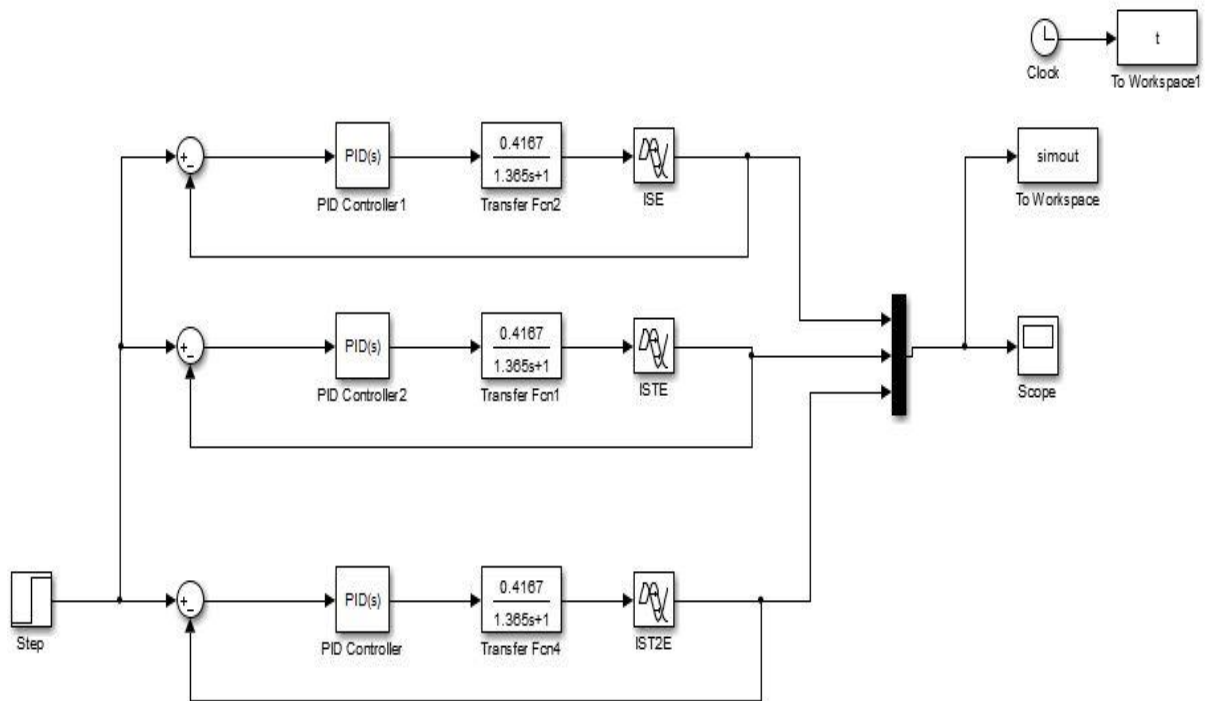 t
Clock
To Workspace1
+
-
PID(s)
0.4167
1.365s+1
simout
PID Controller1
Transfer Fcn2
ISE
To Workspace
+
-
PID(s)
0.4167
1.365s+1
PID Controller2
Transfer Fcn1
ISTE
Scope
+
-
PID(s)
0.4167
1.365s+1
Step
PID Controller
Transfer Fcn4
IST2E